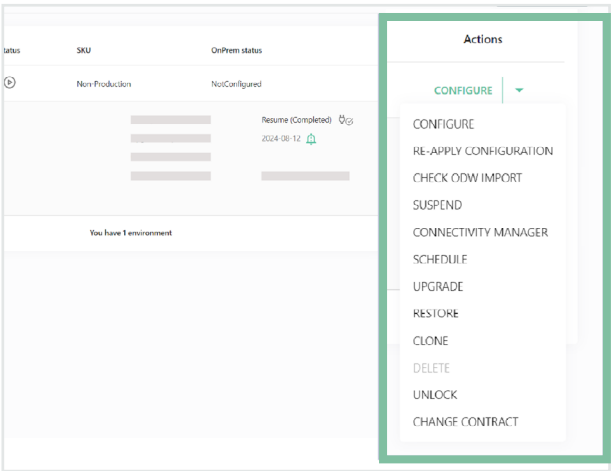 Actions
tatus SKU OnPrem status
Non-Production NotConfigured CONFIGURE
Resume (Completed)
2024-08-12
You have 1 environment
CONFIGURE
RE-APPLY CONFIGURATION
CHECK ODW IMPORT
SUSPEND
CONNECTIVITY MANAGER
SCHEDULE
UPGRADE
RESTORE
CLONE
DELETE
UNLOCK
CHANGE CONTRACT